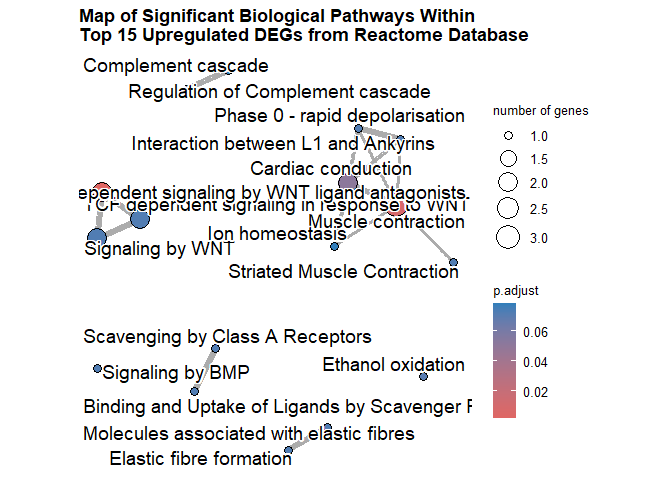 Map of Significant Biological Pathways Within
Top 15 Upregulated DEGs from Reactome Database
Complement cascade
Regulation of Complement cascade
Phase 0 - rapid depolarisation
Interaction between L1 and Ankyrins
Cardiac conduction
ependent signaling by WNT ligand antagonists.
TCF dependent signaling in response to WNT
Muscle contraction
Ion homeostasis
Signaling by WNT
Striated Muscle Contraction
Scavenging by Class A Receptors
Ethanol oxidation
Signaling by BMP
Binding and Uptake of Ligands by Scavenger
Molecules associated with elastic fibres
Elastic fibre formation
number of genes
1.0
1.5
2.0
2.5
3.0
p.adjust
0.06
0.04
0.02